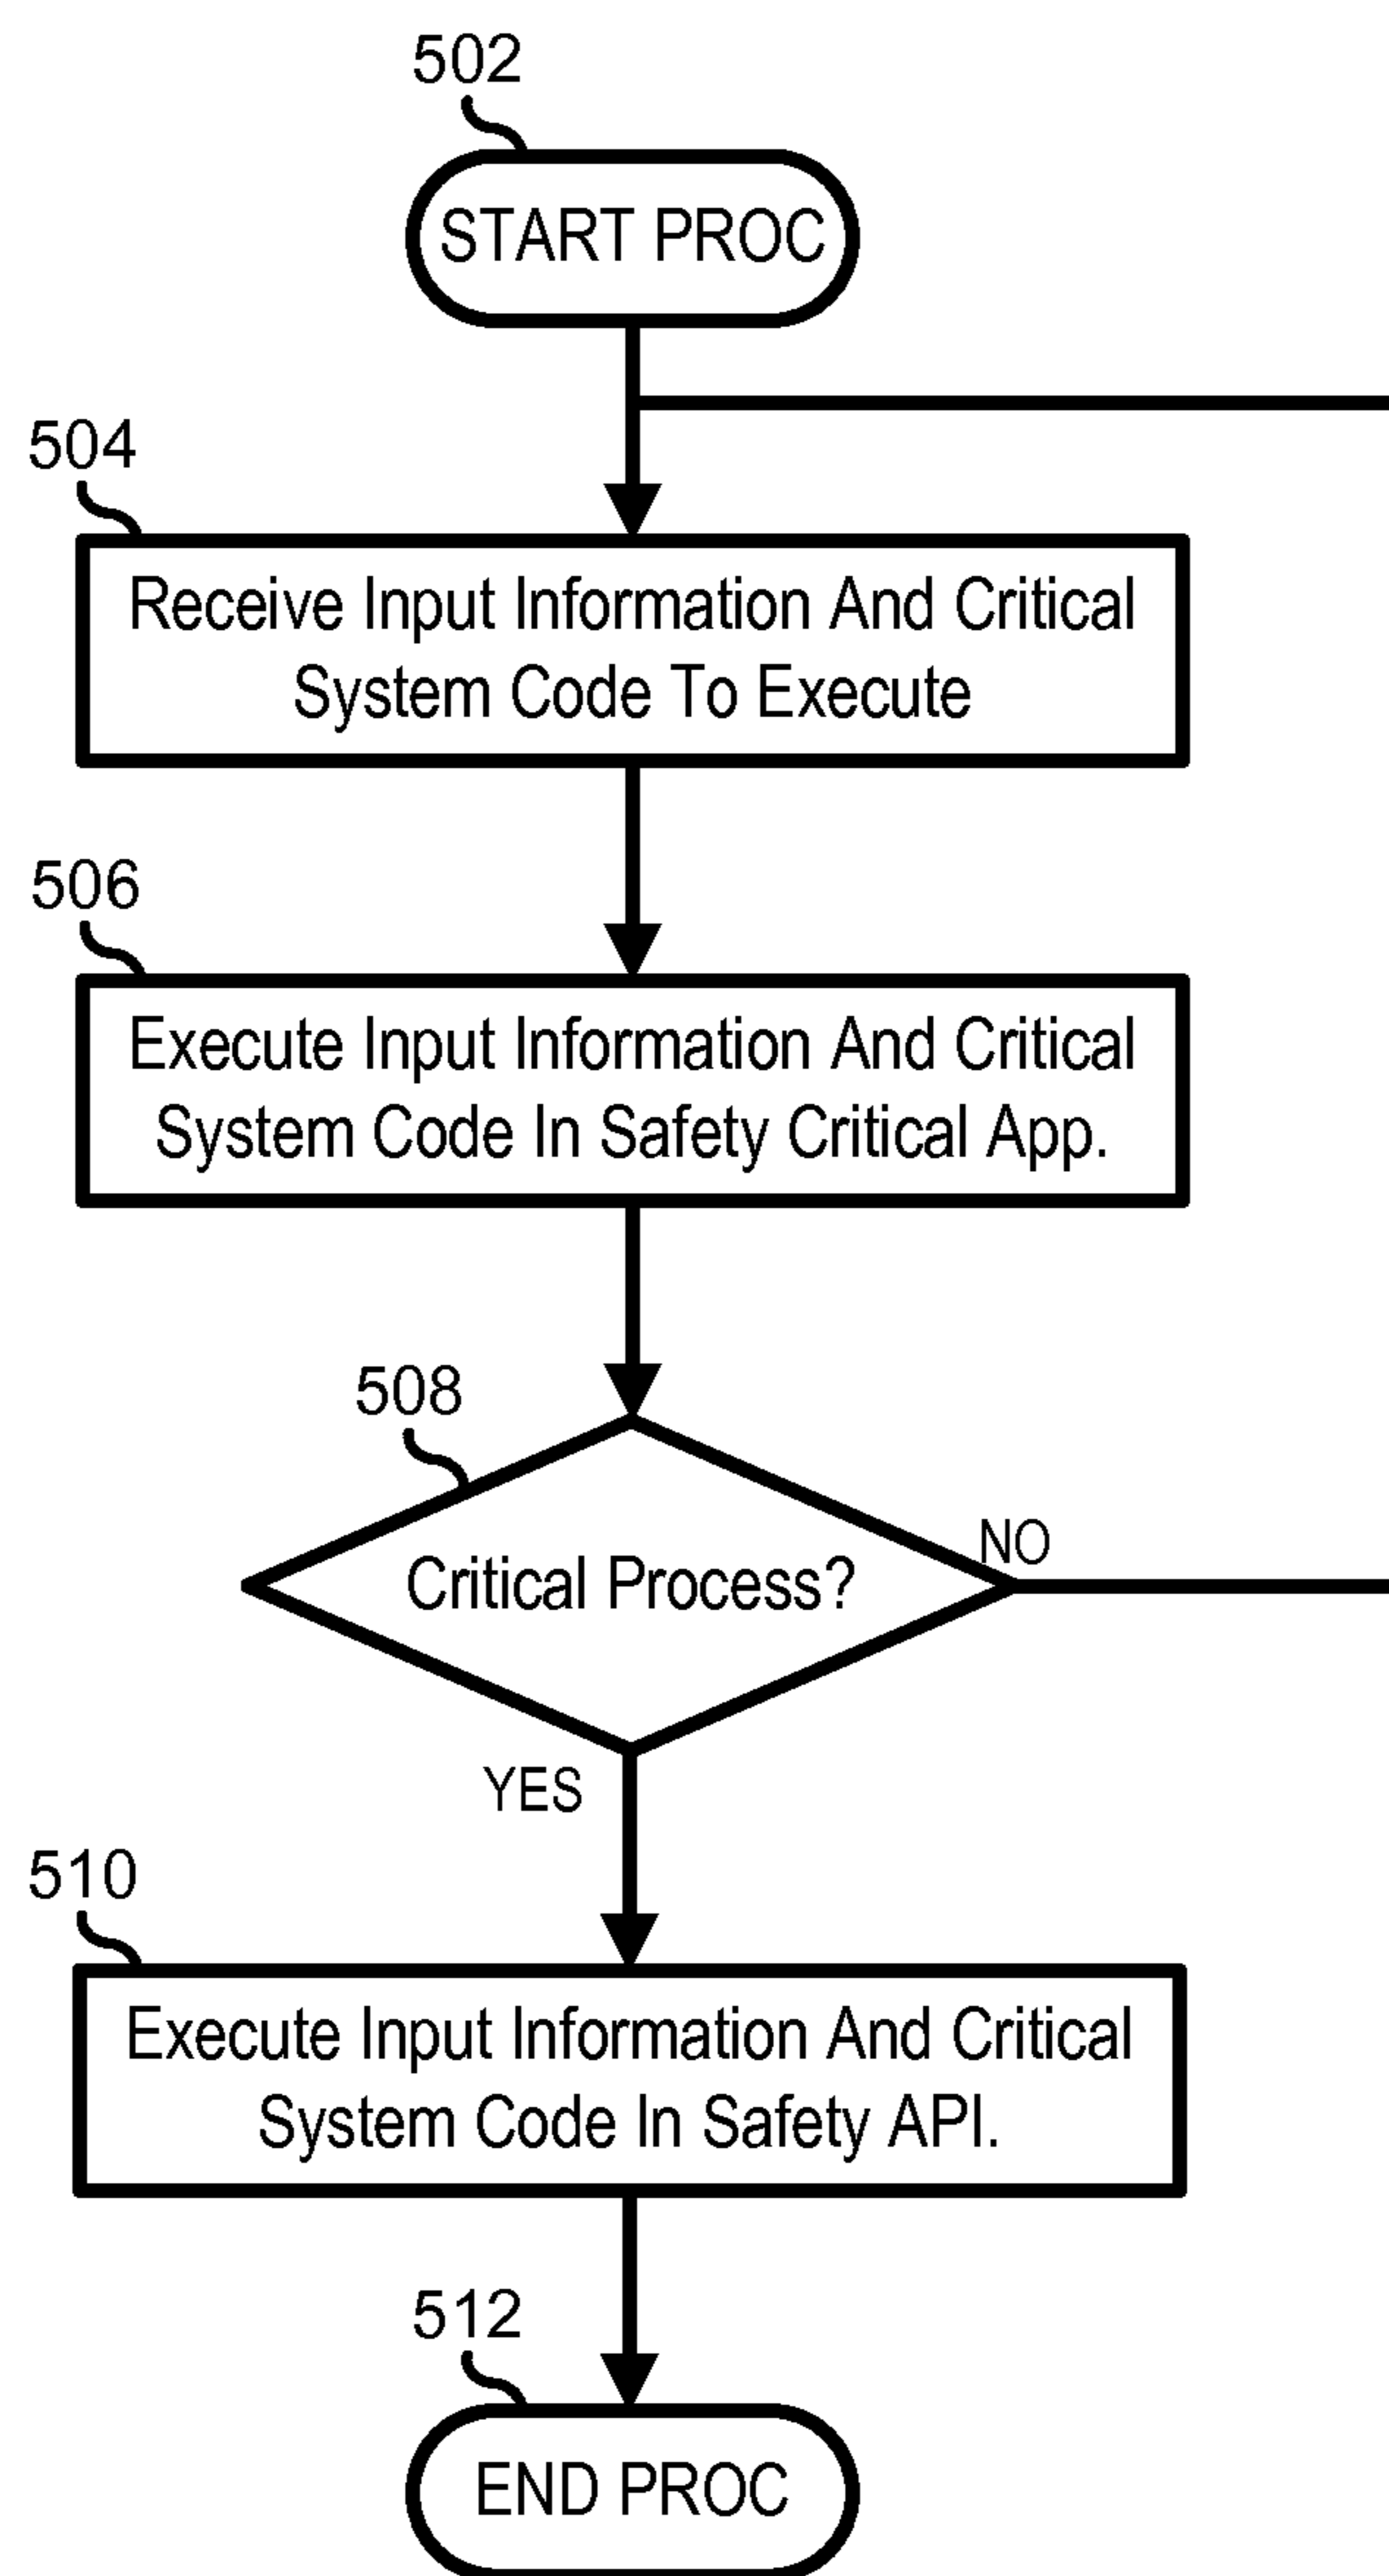 502
START PROC
504
Receive Input Information And Critical
System Code To Execute
506
Execute Input Information And Critical
System Code In Safety Critical App.
508
Critical Process?
NO
YES
510
Execute Input Information And Critical
System Code In Safety API.
512
END PROC